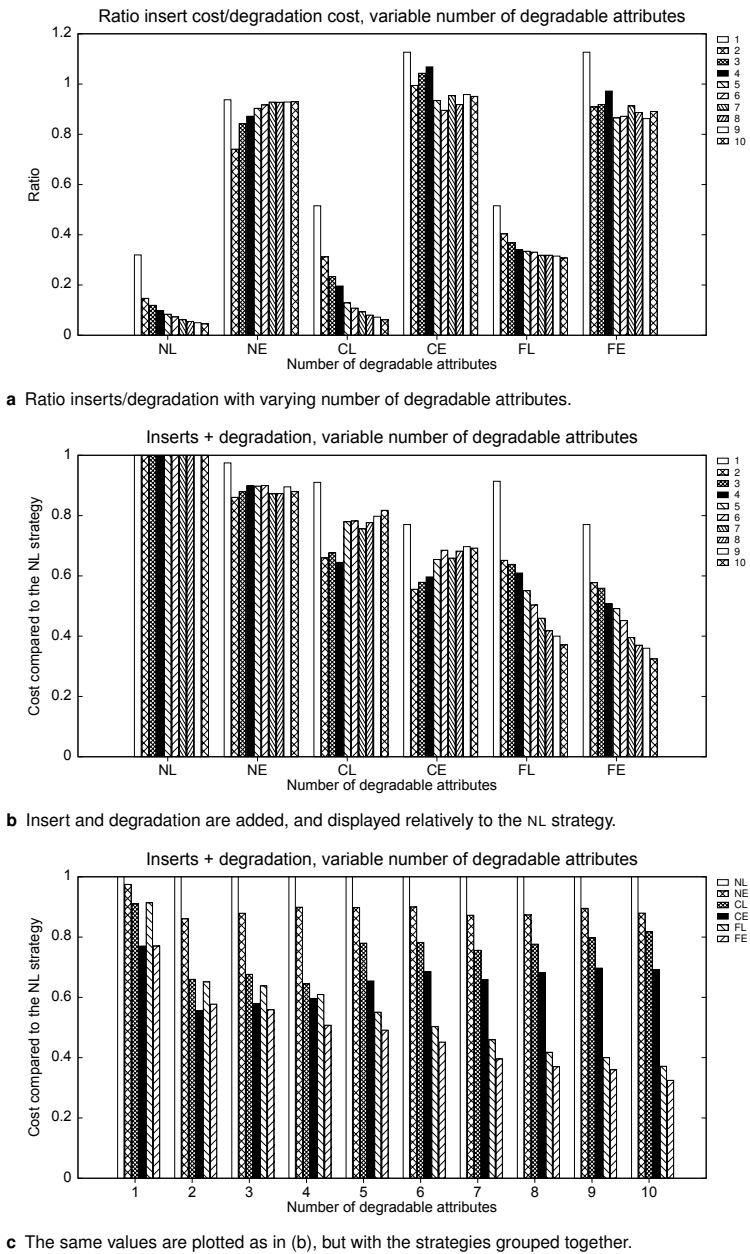 Ratio insert cost/degradation cost, variable number of degradable attributes
1.2
1
0.8
0.6
0.4
0.2
0
Ratio
NL NE CL CE FL FE
Number of degradable attributes
1
2
3
4
5
6
7
8
9
10
a Ratio inserts/degradation with varying number of degradable attributes.
Inserts + degradation, variable number of degradable attributes
1
0.8
0.6
0.4
0.2
0
Cost compared to the NL strategy
NL NE CL CE FL FE
Number of degradable attributes
1
2
3
4
5
6
7
8
9
10
b Insert and degradation are added, and displayed relatively to the NL strategy.
Inserts + degradation, variable number of degradable attributes
1
0.8
0.6
0.4
0.2
0
Cost compared to the NL strategy
1 2 3 4 5 6 7 8 9 10
Number of degradable attributes
NL
NE
CL
CE
FL
FE
c The same values are plotted as in (b), but with the strategies grouped together.